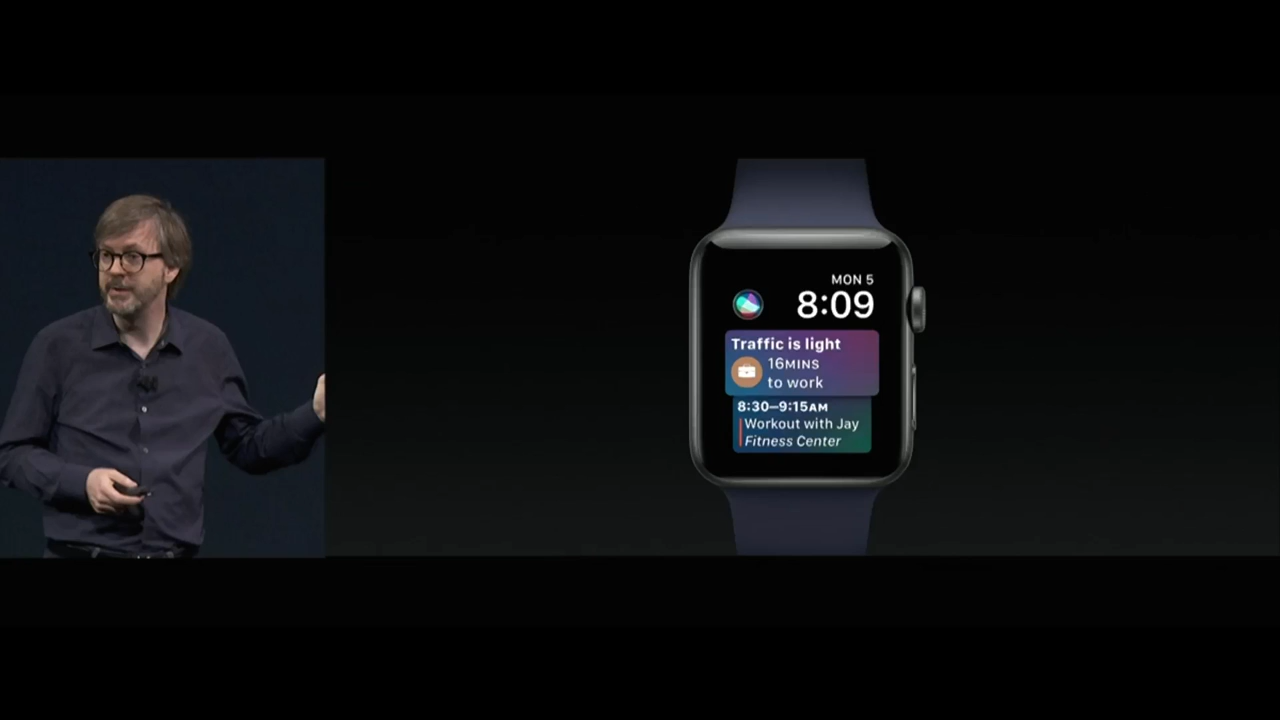 MON 5
8:09
Traffic is light
16MINS
to work
8:30–9:15AM
Workout with Jay
Fitness Center